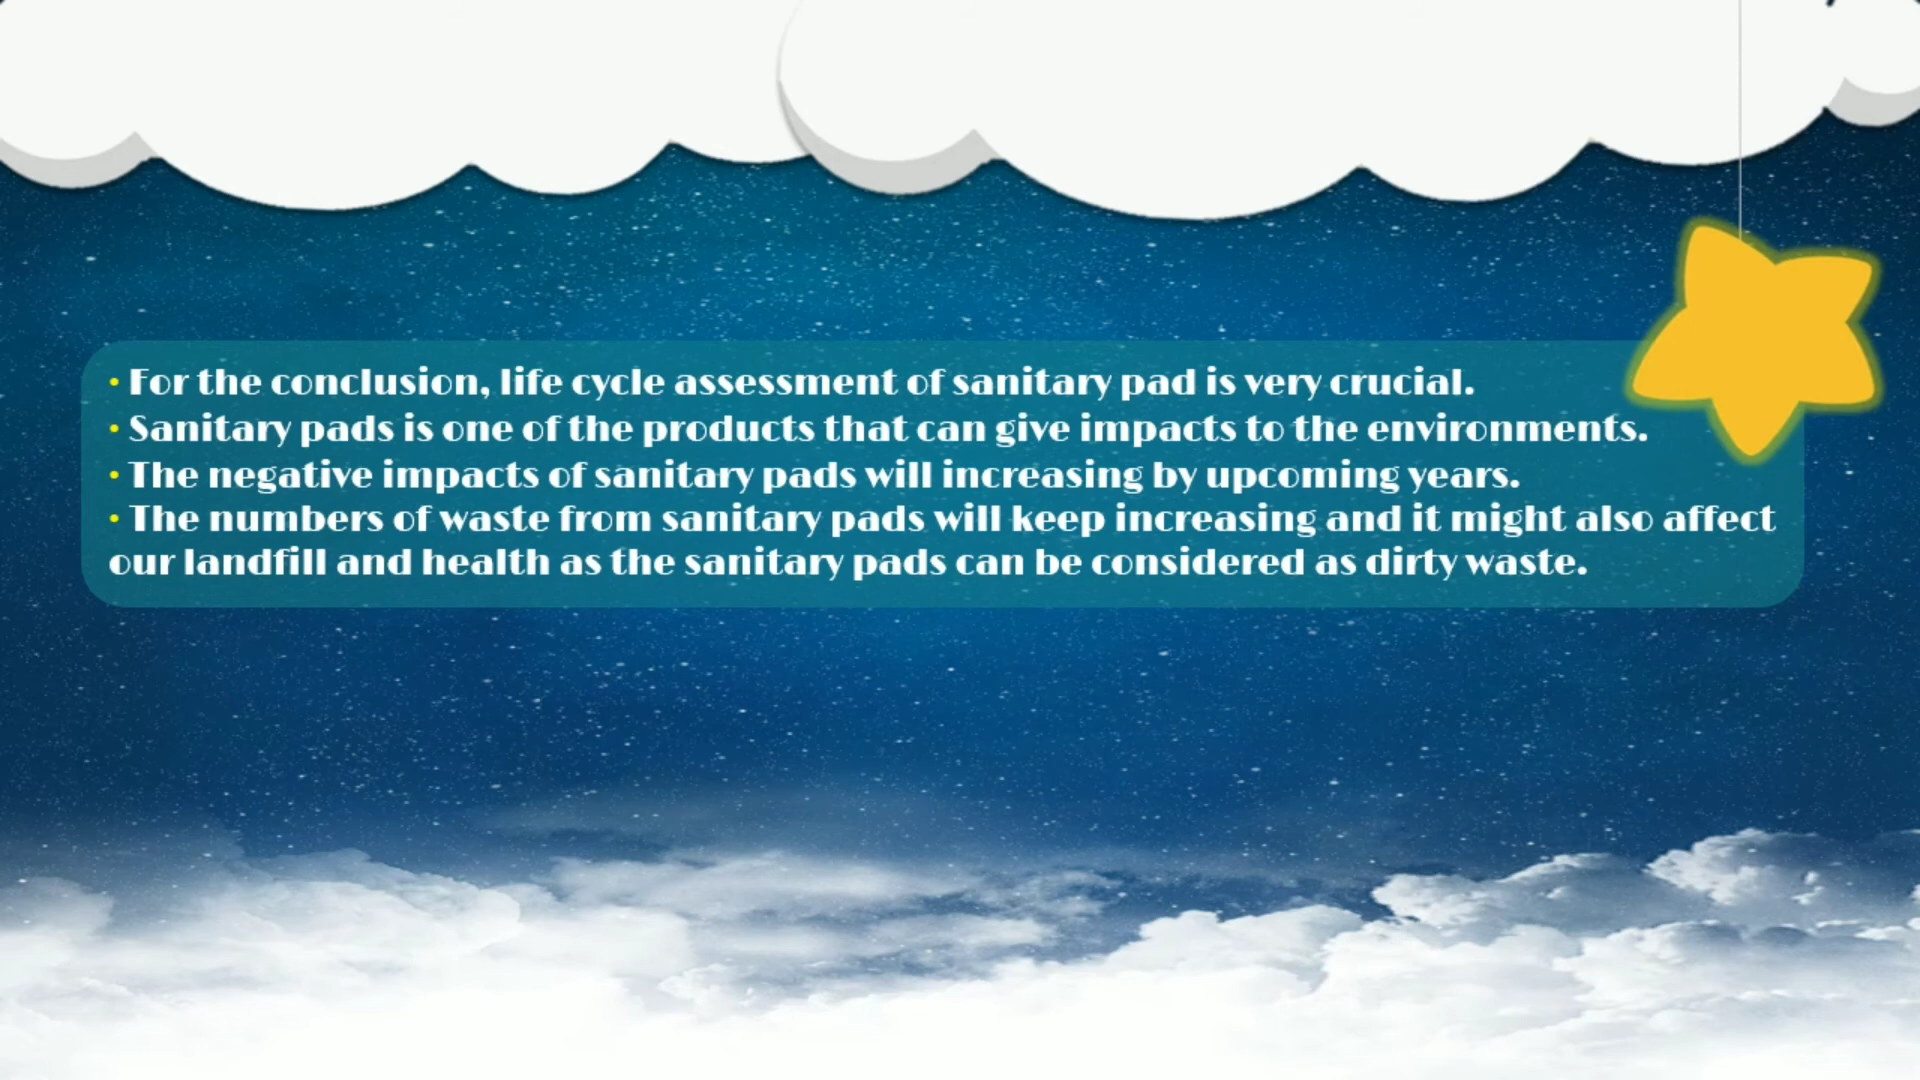 • For the conclusion, life cycle assessment of sanitary pad is very crucial.
• Sanitary pads is one of the products that can give impacts to the environments.
• The negative impacts of sanitary pads will increasing by upcoming years.
• The numbers of waste from sanitary pads will keep increasing and it might also affect
our landfill and health as the sanitary pads can be considered as dirty waste.